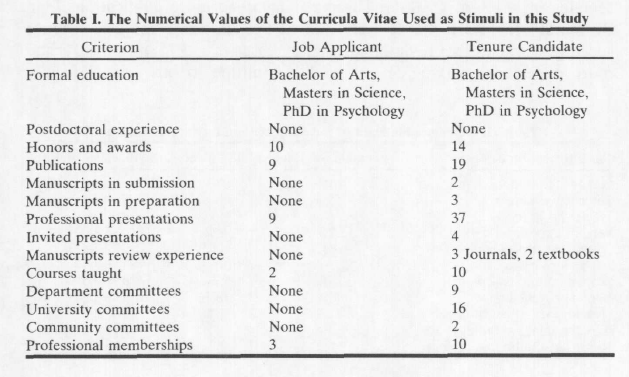 Table I. The Numerical Values of the Curricula Vitae Used as Stimuli in this Study
Criterion Job Applicant Tenure Candidate
Formal education Bachelor of Arts, Bachelor of Arts,
Masters in Science, Masters in Science,
PhD in Psychology PhD in Psychology
Postdoctoral experience None None
Honors and awards 10 14
Publications 9 19
Manuscripts in submission None 2
Manuscripts in preparation None 3
Professional presentations 9 37
Invited presentations None 4
Manuscripts review experience None 3 Journals, 2 textbooks
Courses taught 2 10
Department committees None 9
University committees None 16
Community committees None 2
Professional memberships 3 10